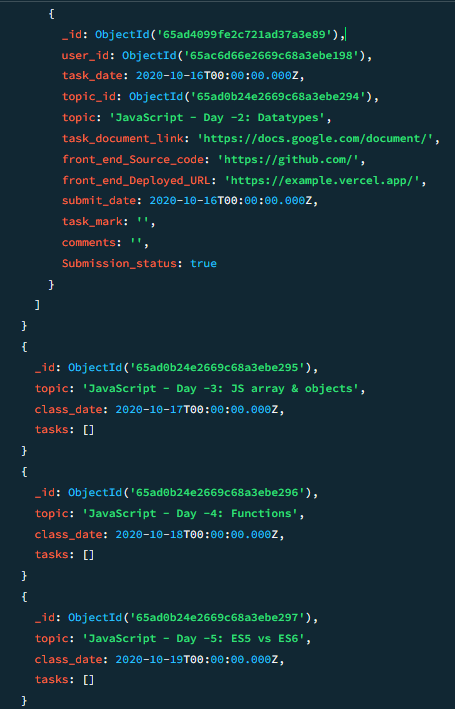 {
_id: ObjectId('65ad4099fe2c721ad37a3e89'),
user_id: ObjectId('65ac6d66e2669c68a3ebe198'),
task_date: 2020-10-16T00:00:00.000Z,
topic_id: ObjectId('65ad0b24e2669c68a3ebe294'),
topic: 'JavaScript - Day -2: Datatypes',
task_document_link: 'https://docs.google.com/document/',
front_end_Source_code: 'https://github.com/',
front_end_Deployed_URL: 'https://example.vercel.app/',
submit_date: 2020-10-16T00:00:00.000Z,
task_mark: '',
comments: '',
Submission_status: true
}
]
}
{
_id: ObjectId('65ad0b24e2669c68a3ebe295'),
topic: 'JavaScript - Day -3: JS array & objects',
class_date: 2020-10-17T00:00:00.000Z,
tasks: []
}
{
_id: ObjectId('65ad0b24e2669c68a3ebe296'),
topic: 'JavaScript - Day -4: Functions',
class_date: 2020-10-18T00:00:00.000Z,
tasks: []
}
{
_id: ObjectId('65ad0b24e2669c68a3ebe297'),
topic: 'JavaScript - Day -5: ES5 vs ES6',
class_date: 2020-10-19T00:00:00.000Z,
tasks: []
}